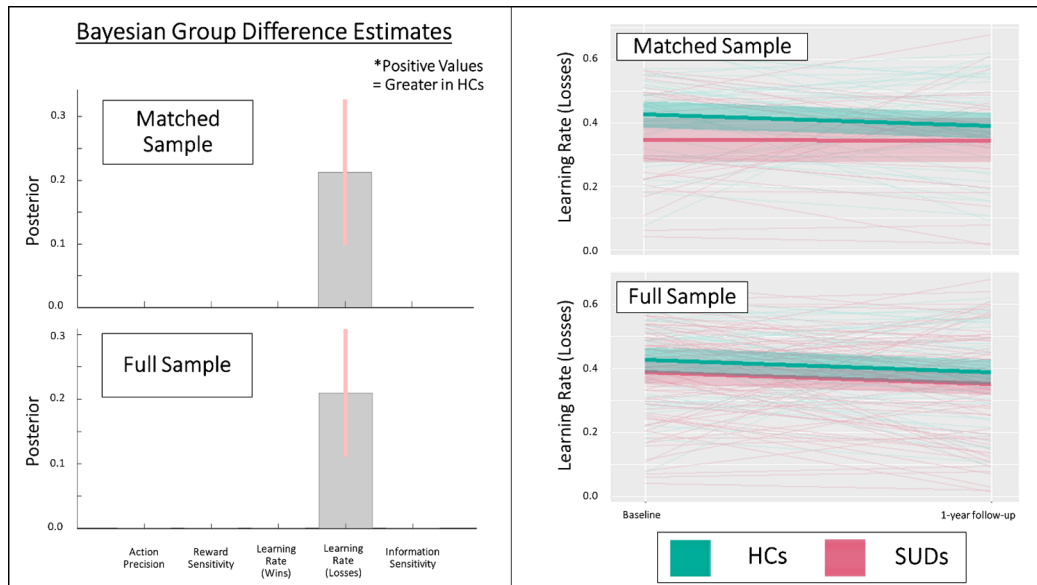 Bayesian Group Difference Estimates
*Positive Values
= Greater in HCs
Matched
Sample
Posterior
0.3
0.2
0.1
0.0
Full Sample
Posterior
0.3
0.2
0.1
0.0
Action
Precision
Reward
Sensitivity
Learning
Rate
(Wins)
Learning
Rate
(Losses)
Information
Sensitivity
Matched Sample
Learning Rate (Losses)
0.6
0.4
0.2
0.0
Full Sample
Learning Rate (Losses)
0.6
0.4
0.2
0.0
Baseline
1-year follow-up
HCs
SUDs